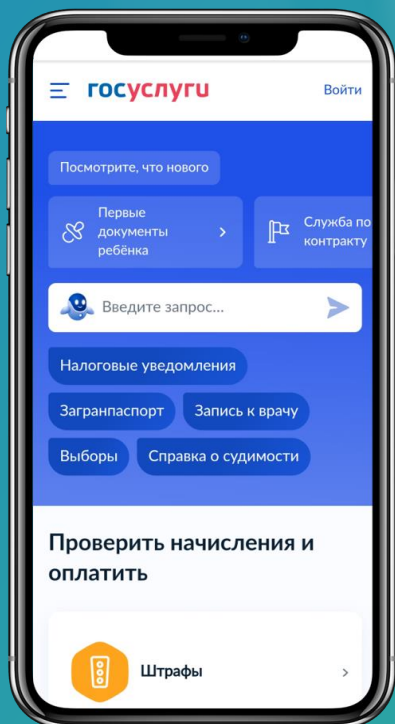 госуслуги
Войти
Посмотрите, что нового
Первые
документы
ребёнка
Служба по
контракту
Введите запрос...
Налоговые уведомления
Загранпаспорт
Запись к врачу
Выборы
Справка о судимости
Проверить начисления и
оплатить
Штрафы